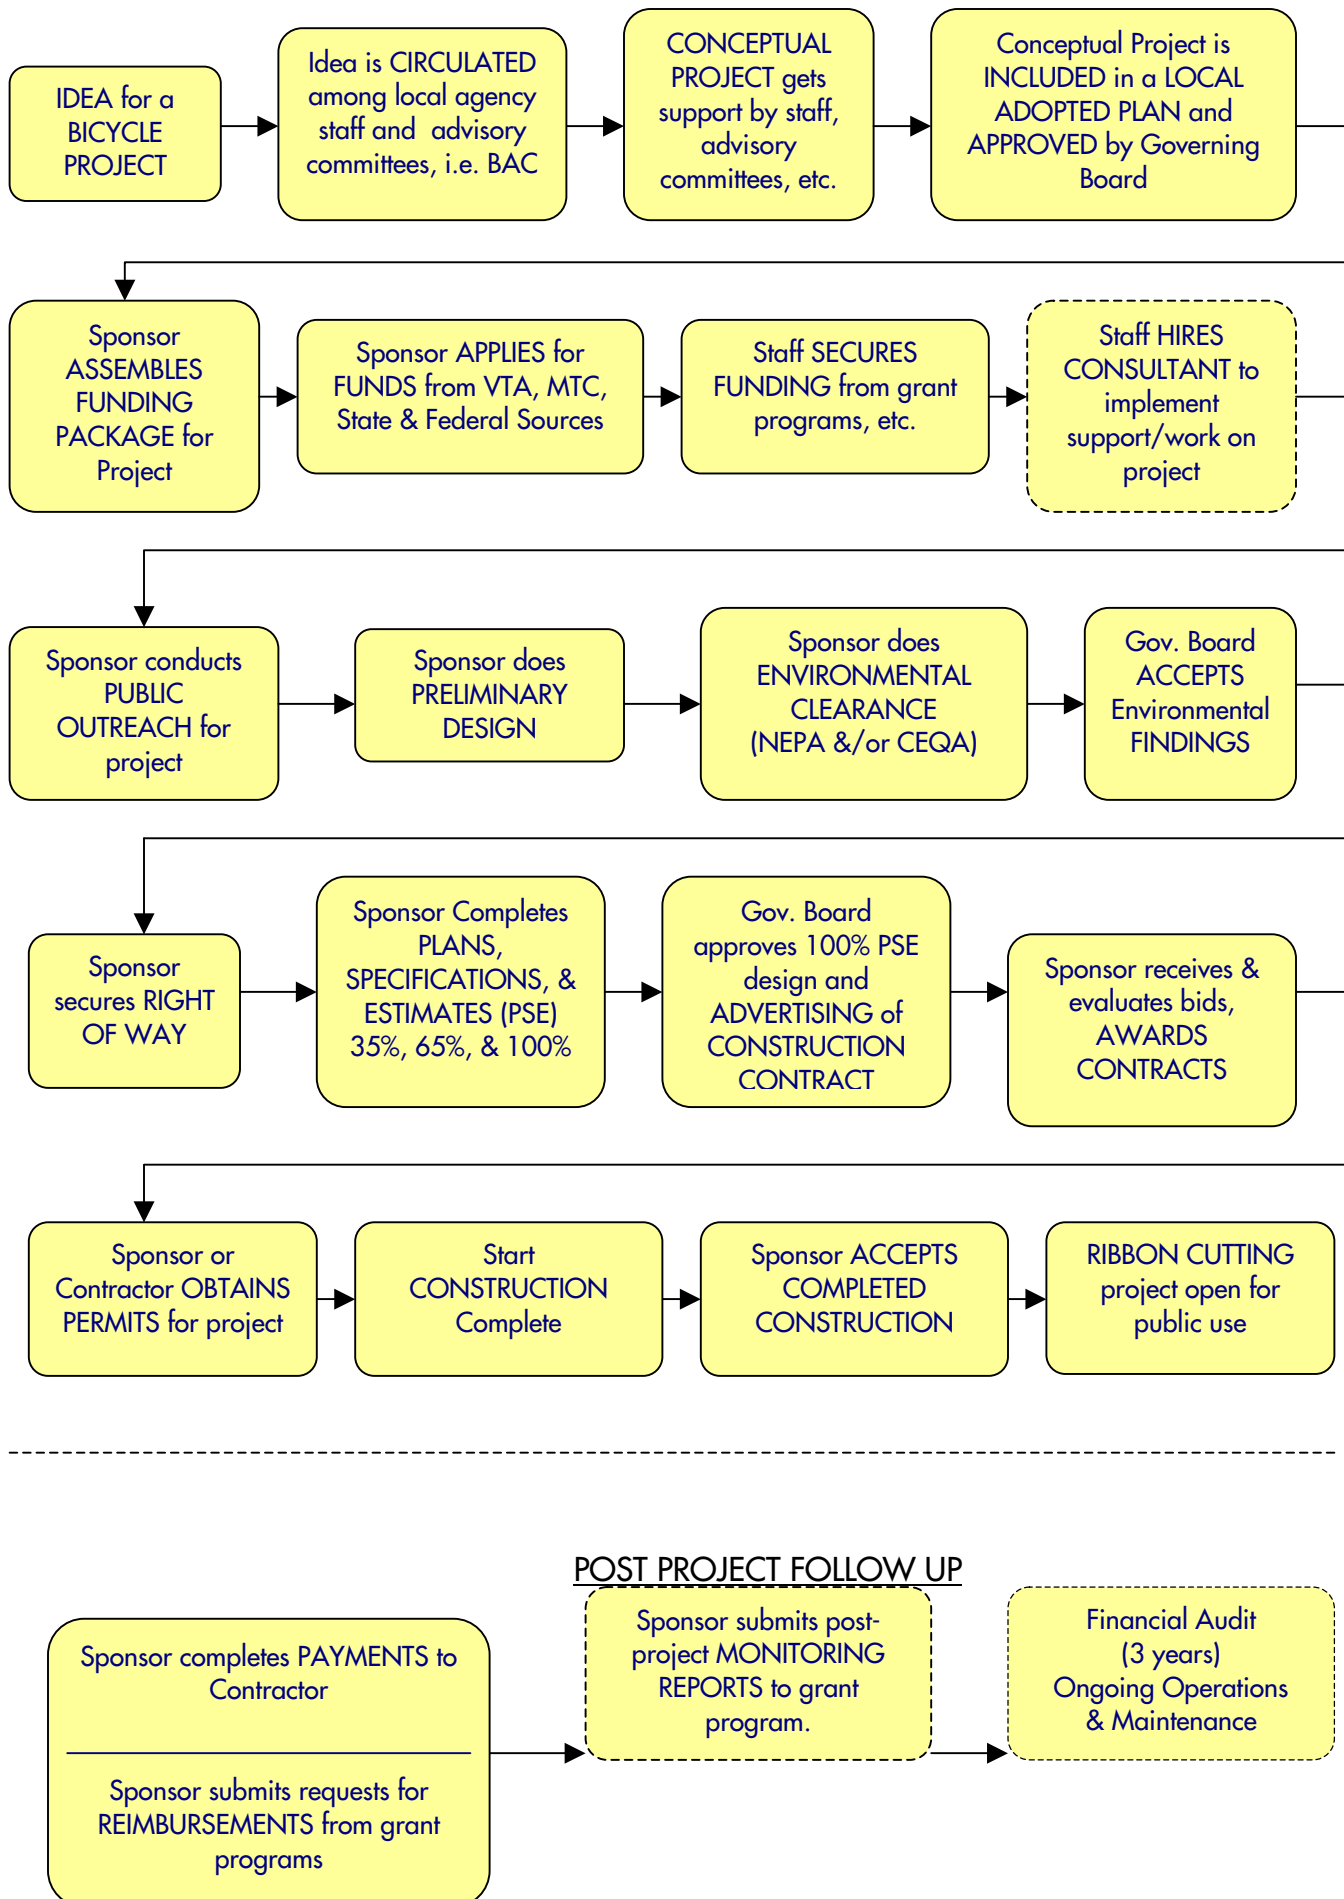 IDEA for a
BICYCLE
PROJECT
Idea is CIRCULATED
among local agency
staff and advisory
committees, i.e. BAC
CONCEPTUAL
PROJECT gets
support by staff,
advisory
committees, etc.
Conceptual Project is
INCLUDED in a LOCAL
ADOPTED PLAN and
APPROVED by Governing
Board
Sponsor
ASSEMBLES
FUNDING
PACKAGE for
Project
Sponsor APPLIES for
FUNDS from VTA, MTC,
State & Federal Sources
Staff SECURES
FUNDING from grant
programs, etc.
Staff HIRES
CONSULTANT to
implement
support/work on
project
Sponsor conducts
PUBLIC
OUTREACH for
project
Sponsor does
PRELIMINARY
DESIGN
Sponsor does
ENVIRONMENTAL
CLEARANCE
(NEPA &/or CEQA)
Gov. Board
ACCEPTS
Environmental
FINDINGS
Sponsor
secures RIGHT
OF WAY
Sponsor Completes
PLANS,
SPECIFICATIONS, &
ESTIMATES (PSE)
35%, 65%, & 100%
Gov. Board
approves 100% PSE
design and
ADVERTISING of
CONSTRUCTION
CONTRACT
Sponsor receives &
evaluates bids,
AWARDS
CONTRACTS
Sponsor or
Contractor OBTAINS
PERMITS for project
Start
CONSTRUCTION
Complete
Sponsor ACCEPTS
COMPLETED
CONSTRUCTION
RIBBON CUTTING
project open for
public use
POST PROJECT FOLLOW UP
Sponsor completes PAYMENTS to
Contractor
Sponsor submits requests for
REIMBURSEMENTS from grant
programs
Sponsor submits post-
project MONITORING
REPORTS to grant
program.
Financial Audit
(3 years)
Ongoing Operations
& Maintenance